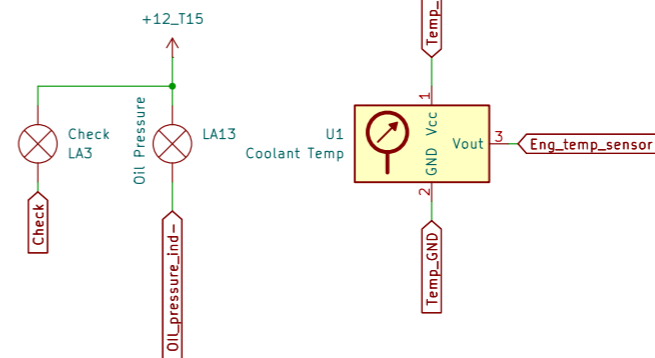 +12_T15
Check
LA3
Oil Pressure
LA13
Check
OIl_pressure_ind-
Temp_
1
Vcc
U1
Coolant Temp
Vout
3
Eng_temp_sensor
GND
2
Temp_GND